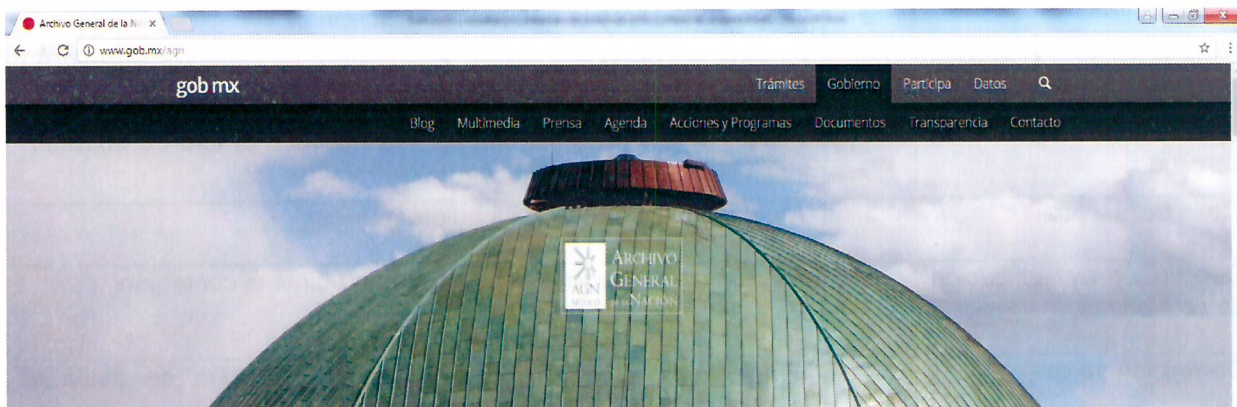 Archivo General de la N
www.gob.mx/agn
gob mx
Trámites Gobierno Participa Datos
Blog Multimedia Prensa Agenda Acciones y Programas Documentos Transparencia Contacto
AGN
MÉXICO
ARCHIVO
GENERAL
DE LA NACIÓN